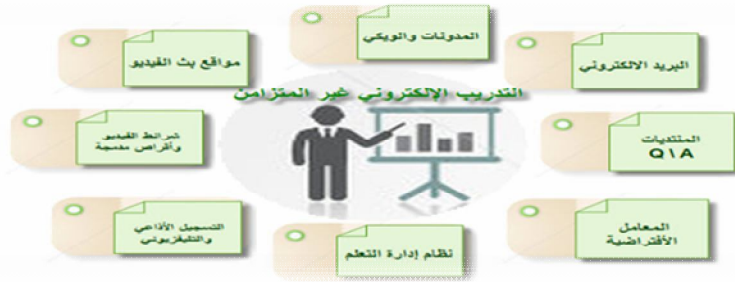 المدونات والويكي
البريد الالكتروني
مواقع بث الفيديو
التدريب الإلكتروني غير المتزامن
المنتديات
Q\A
شرائط الفيديو
وأقراص مدمجة
المعامل
الأفتراضية
التسجيل الأذاعي
والتليفزيوني
نظام إدارة التعلم